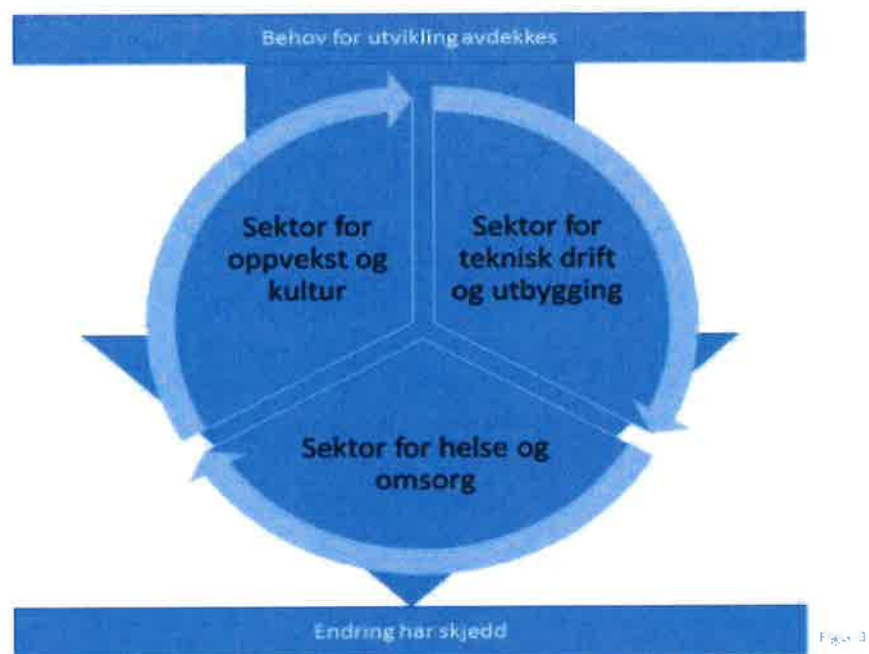 Behov for utvikling avdekkes
Sektor for
oppvekst og
kultur
Sektor for
teknisk drift
og utbygging
Sektor for helse og
omsorg
Endring har skjedd